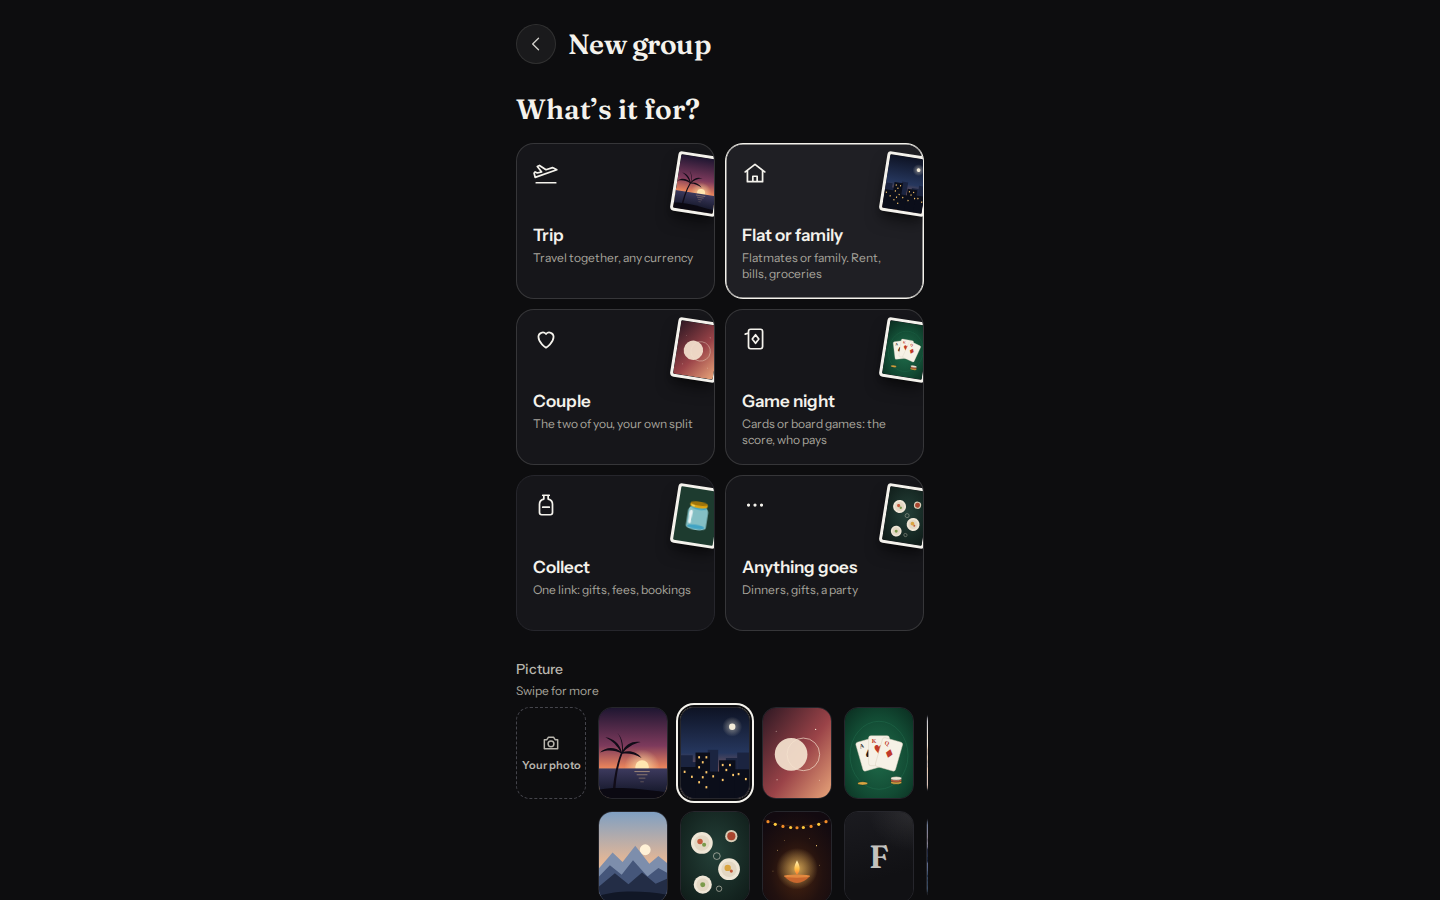 New group
What’s it for?
Trip
Travel together, any currency
Flat or family
Flatmates or family. Rent,
bills, groceries
Couple
The two of you, your own split
Game night
Cards or board games: the
score, who pays
Collect
One link: gifts, fees, bookings
Anything goes
Dinners, gifts, a party
Picture
Swipe for more
Your photo
A K Q
F